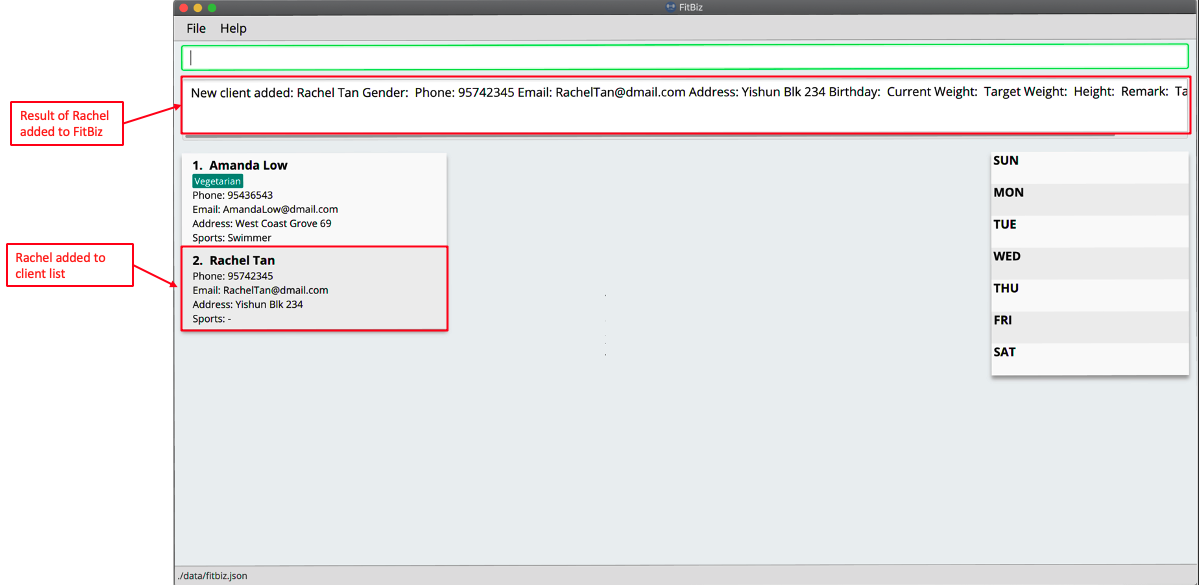 FitBiz
File Help
New client added: Rachel Tan Gender: Phone: 95742345 Email: RachelTan@dmail.com Address: Yishun Blk 234 Birthday: Current Weight: Target Weight: Height: Remark: Ta
Result of Rachel
added to FitBiz
1. Amanda Low
Vegetarian
Phone: 95436543
Email: AmandaLow@dmail.com
Address: West Coast Grove 69
Sports: Swimmer
Rachel added to
client list
2. Rachel Tan
Phone: 95742345
Email: RachelTan@dmail.com
Address: Yishun Blk 234
Sports: -
SUN
MON
TUE
WED
THU
FRI
SAT
./data/fitbiz.json